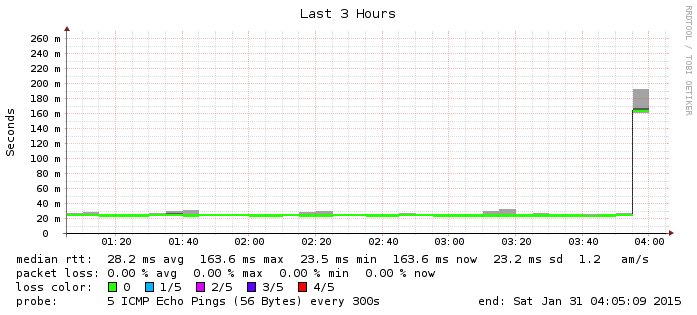 Last 3 Hours
RRDTOOL / TOBI OETIKER
Seconds
260 m
240 m
220 m
200 m
180 m
160 m
140 m
120 m
100 m
80 m
60 m
40 m
20 m
0
01:20 01:40 02:00 02:20 02:40 03:00 03:20 03:40 04:00
median rtt: 28.2 ms avg 163.6 ms max 23.5 ms min 163.6 ms now 23.2 ms sd 1.2 am/s
packet loss: 0.00 % avg 0.00 % max 0.00 % min 0.00 % now
loss color: 0 1/5 2/5 3/5 4/5
probe: 5 ICMP Echo Pings (56 Bytes) every 300s end: Sat Jan 31 04:05:09 2015